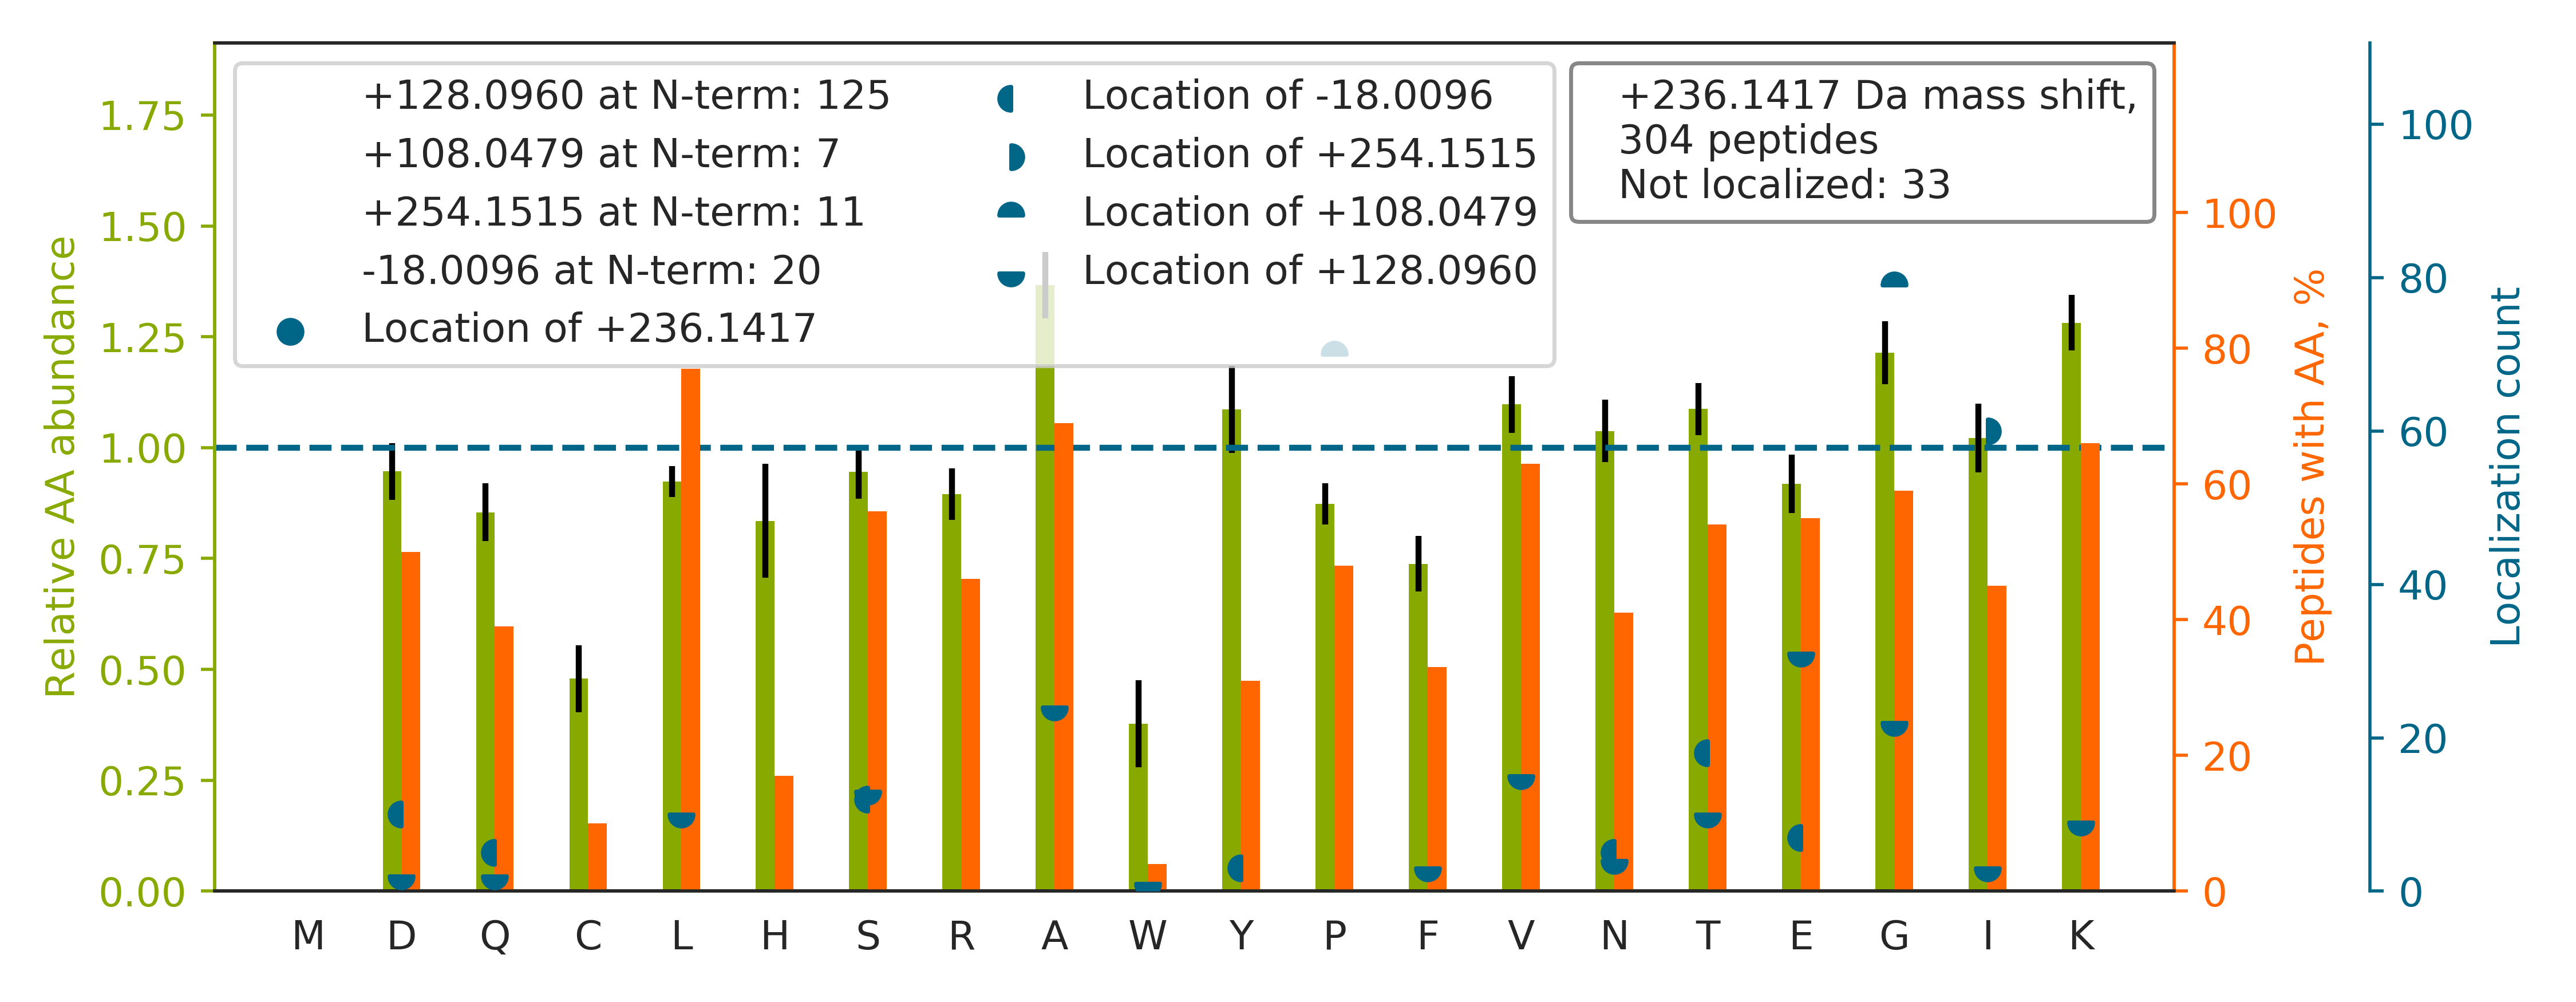 +128.0960 at N-term: 125
+108.0479 at N-term: 7
+254.1515 at N-term: 11
-18.0096 at N-term: 20
Location of +236.1417
Location of -18.0096
Location of +254.1515
Location of +108.0479
Location of +128.0960
+236.1417 Da mass shift,
304 peptides
Not localized: 33
Relative AA abundance
1.75
1.50
1.25
1.00
0.75
0.50
0.25
0.00
M D Q C L H S R A W Y P F V N T E G I K
100
80
60
40
20
0
Peptides with AA, %
100
80
60
40
20
0
Localization count